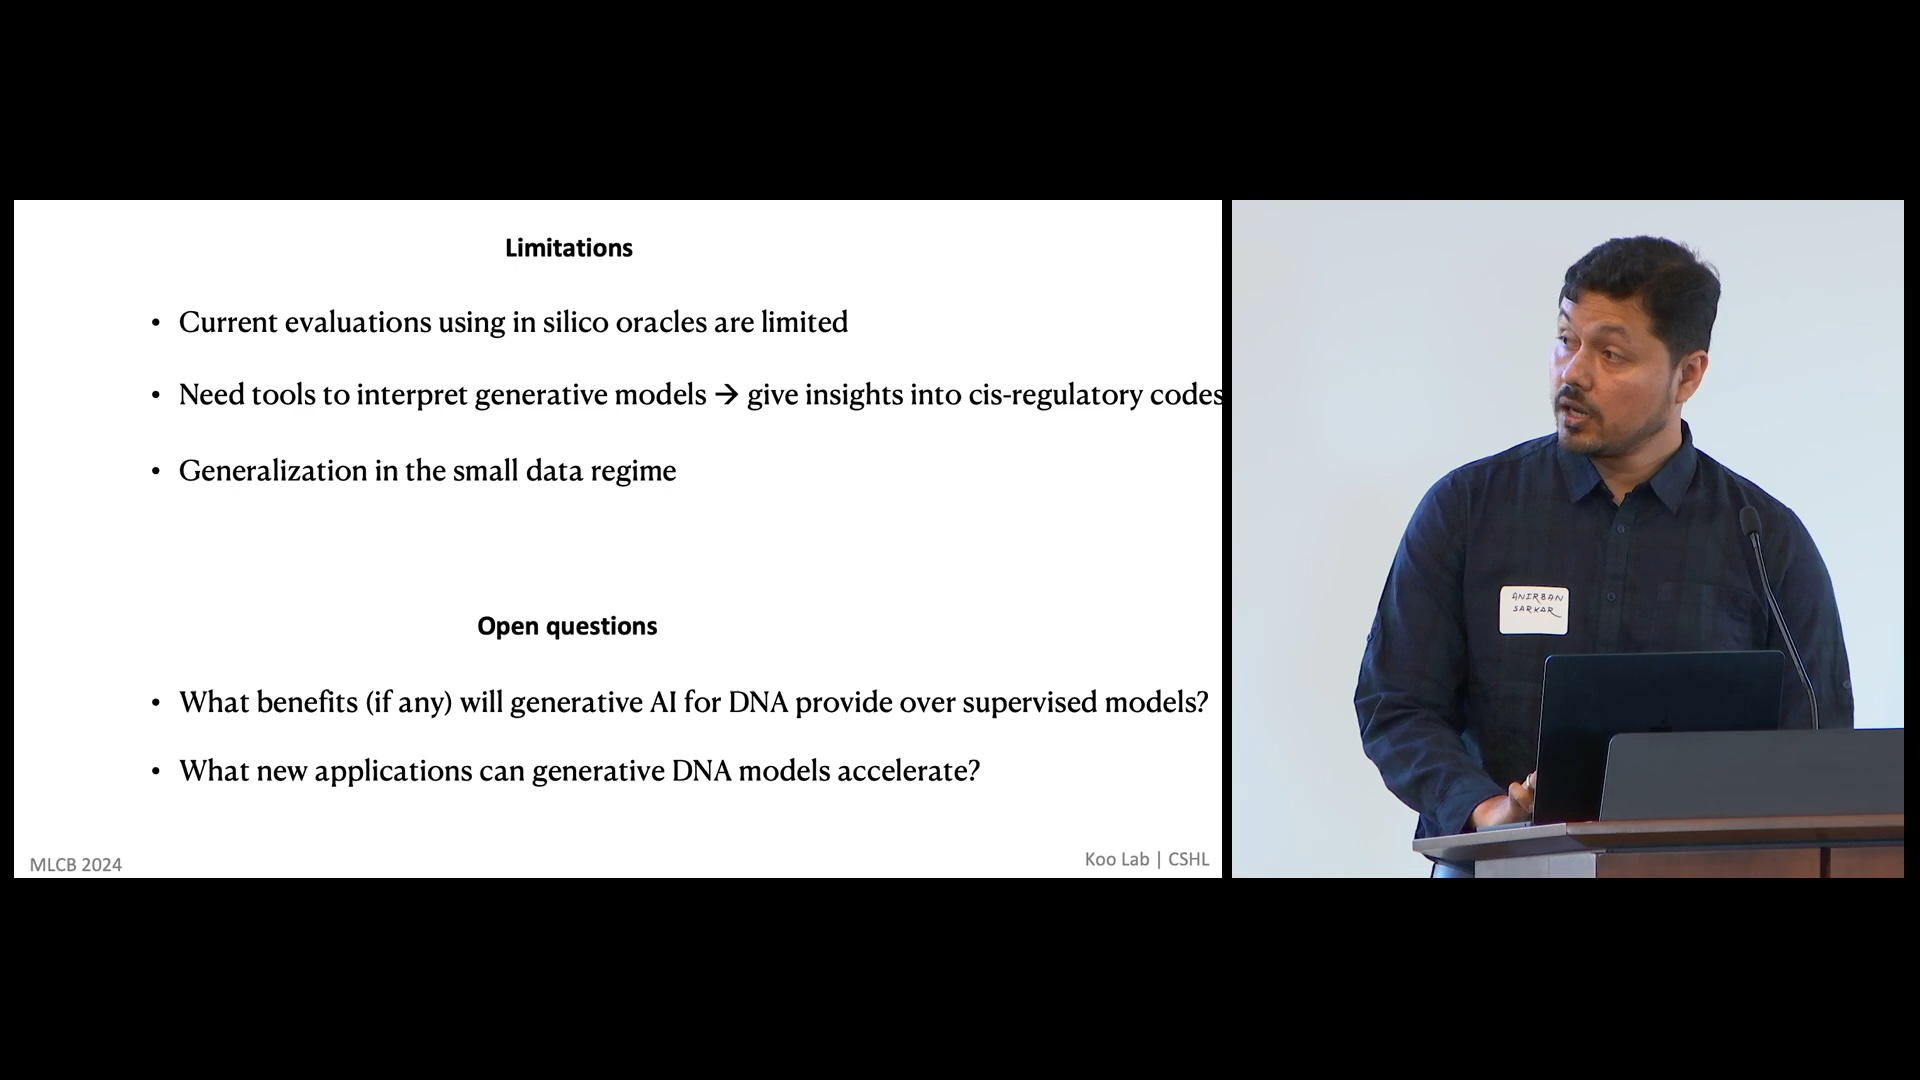 Limitations
• Current evaluations using in silico oracles are limited
• Need tools to interpret generative models → give insights into cis-regulatory codes
• Generalization in the small data regime
Open questions
• What benefits (if any) will generative AI for DNA provide over supervised models?
• What new applications can generative DNA models accelerate?
MLCB 2024
Koo Lab | CSHL
ANIRBAN
SARKAR